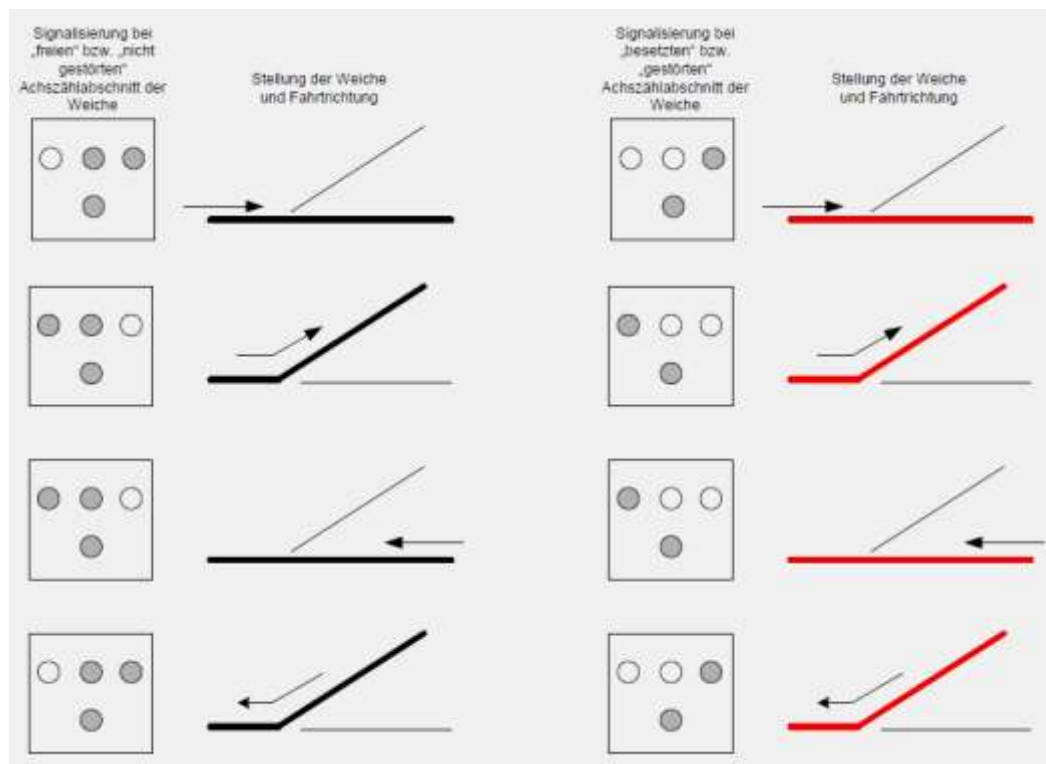 Signalisierung bei
„freien“ bzw. „nicht
gestörten“
Achszählabschnitt der
Weiche
Stellung der Weiche
und Fahrtrichtung
Signalisierung bei
„besetzten“ bzw.
„gestörten“
Achszählabschnitt der
Weiche
Stellung der Weiche
und Fahrtrichtung